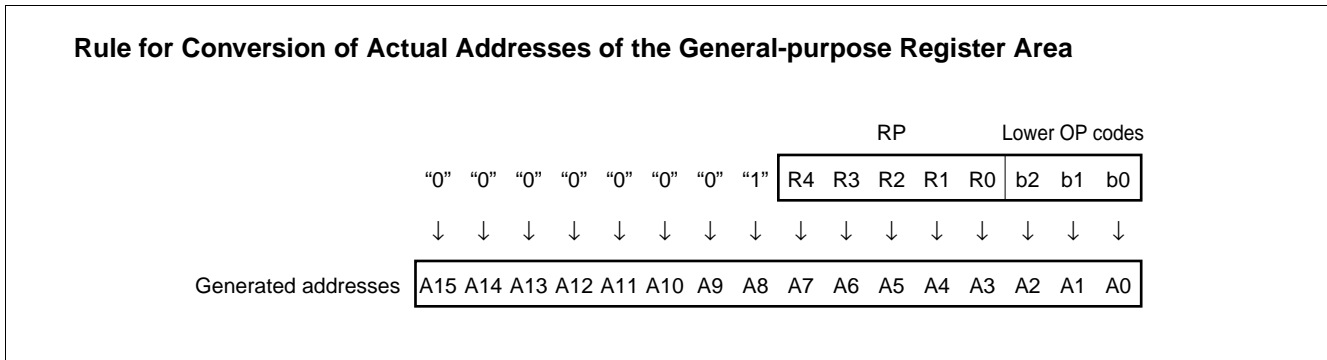 Rule for Conversion of Actual Addresses of the General-purpose Register Area
RP Lower OP codes
“0” “0” “0” “0” “0” “0” “0” “1” R4 R3 R2 R1 R0 b2 b1 b0
↓ ↓ ↓ ↓ ↓ ↓ ↓ ↓ ↓ ↓ ↓ ↓ ↓ ↓ ↓ ↓
Generated addresses A15 A14 A13 A12 A11 A10 A9 A8 A7 A6 A5 A4 A3 A2 A1 A0